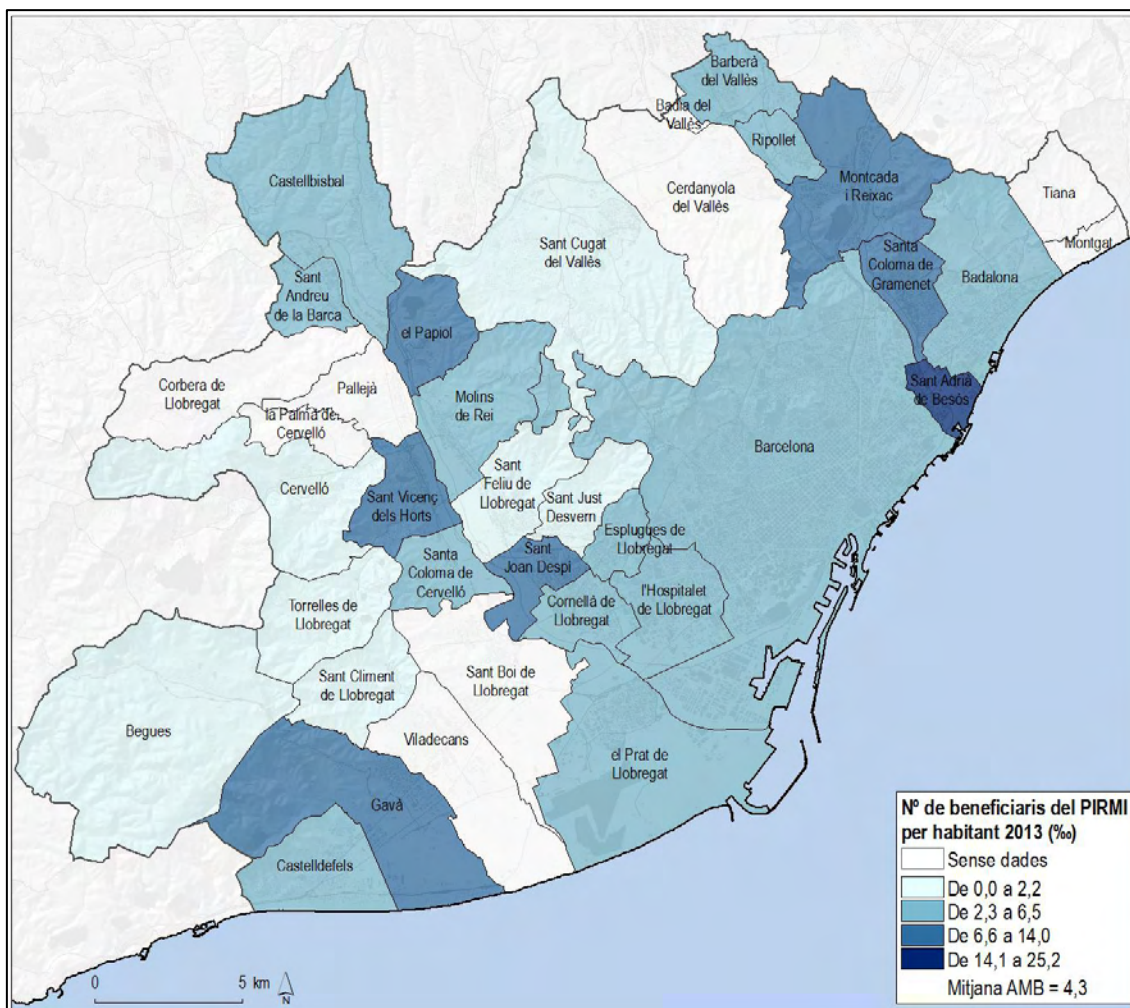 Barberà
del Vallès
Badia del
Vallès
Ripollet
Castellbisbal
Montcada
i Reixac
Cerdanyola
del Vallès
Tiana
Montgat
Sant Cugat
del Vallès
Santa
Coloma de
Gramenet
Badalona
Sant
Andreu
de la Barca
el Papiol
Corbera de
Llobregat
Pallejà
la Palma de
Cervelló
Molins
de Rei
Sant Adrià
de Besòs
Barcelona
Cervelló
Sant
Feliu de
Llobregat
Sant Vicenç
dels Horts
Sant Just
Desvern
Esplugues de
Llobregat
Sant
Joan Despí
Santa
Coloma de
Cervelló
Cornellà de
Llobregat
l'Hospitalet
de Llobregat
Torrelles de
Llobregat
Sant Climent
de Llobregat
Sant Boi de
Llobregat
Begues
Viladecans
el Prat de
Llobregat
Gavà
Castelldefels
Nº de beneficiaris del PIRMI
per habitant 2013 (‰)
Sense dades
De 0,0 a 2,2
De 2,3 a 6,5
De 6,6 a 14,0
De 14,1 a 25,2
Mitjana AMB = 4,3
0 5 km
N